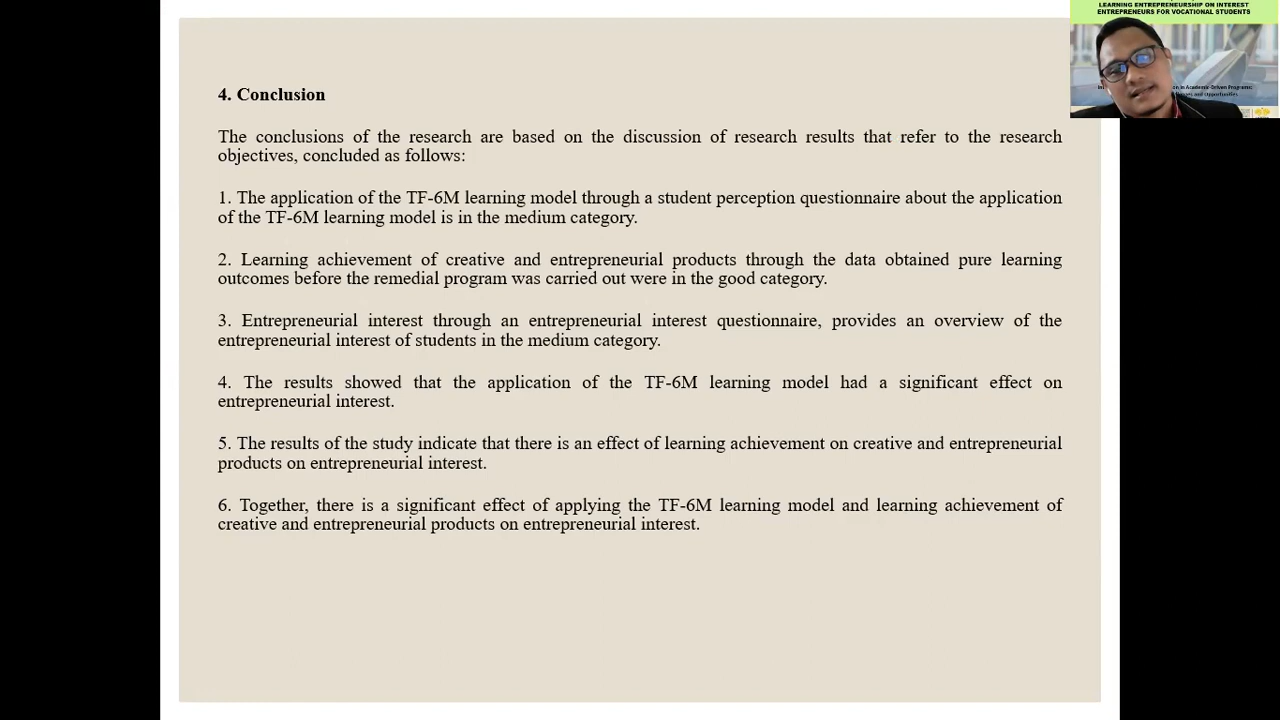 LEARNING ENTREPRENEURSHIP ON INTEREST
ENTREPRENEURS FOR VOCATIONAL STUDENTS
on in Academic-Driven Programs:
and Opportunities
4. Conclusion
The conclusions of the research are based on the discussion of research results that refer to the research
objectives, concluded as follows:
1. The application of the TF-6M learning model through a student perception questionnaire about the application
of the TF-6M learning model is in the medium category.
2. Learning achievement of creative and entrepreneurial products through the data obtained pure learning
outcomes before the remedial program was carried out were in the good category.
3. Entrepreneurial interest through an entrepreneurial interest questionnaire, provides an overview of the
entrepreneurial interest of students in the medium category.
4. The results showed that the application of the TF-6M learning model had a significant effect on
entrepreneurial interest.
5. The results of the study indicate that there is an effect of learning achievement on creative and entrepreneurial
products on entrepreneurial interest.
6. Together, there is a significant effect of applying the TF-6M learning model and learning achievement of
creative and entrepreneurial products on entrepreneurial interest.